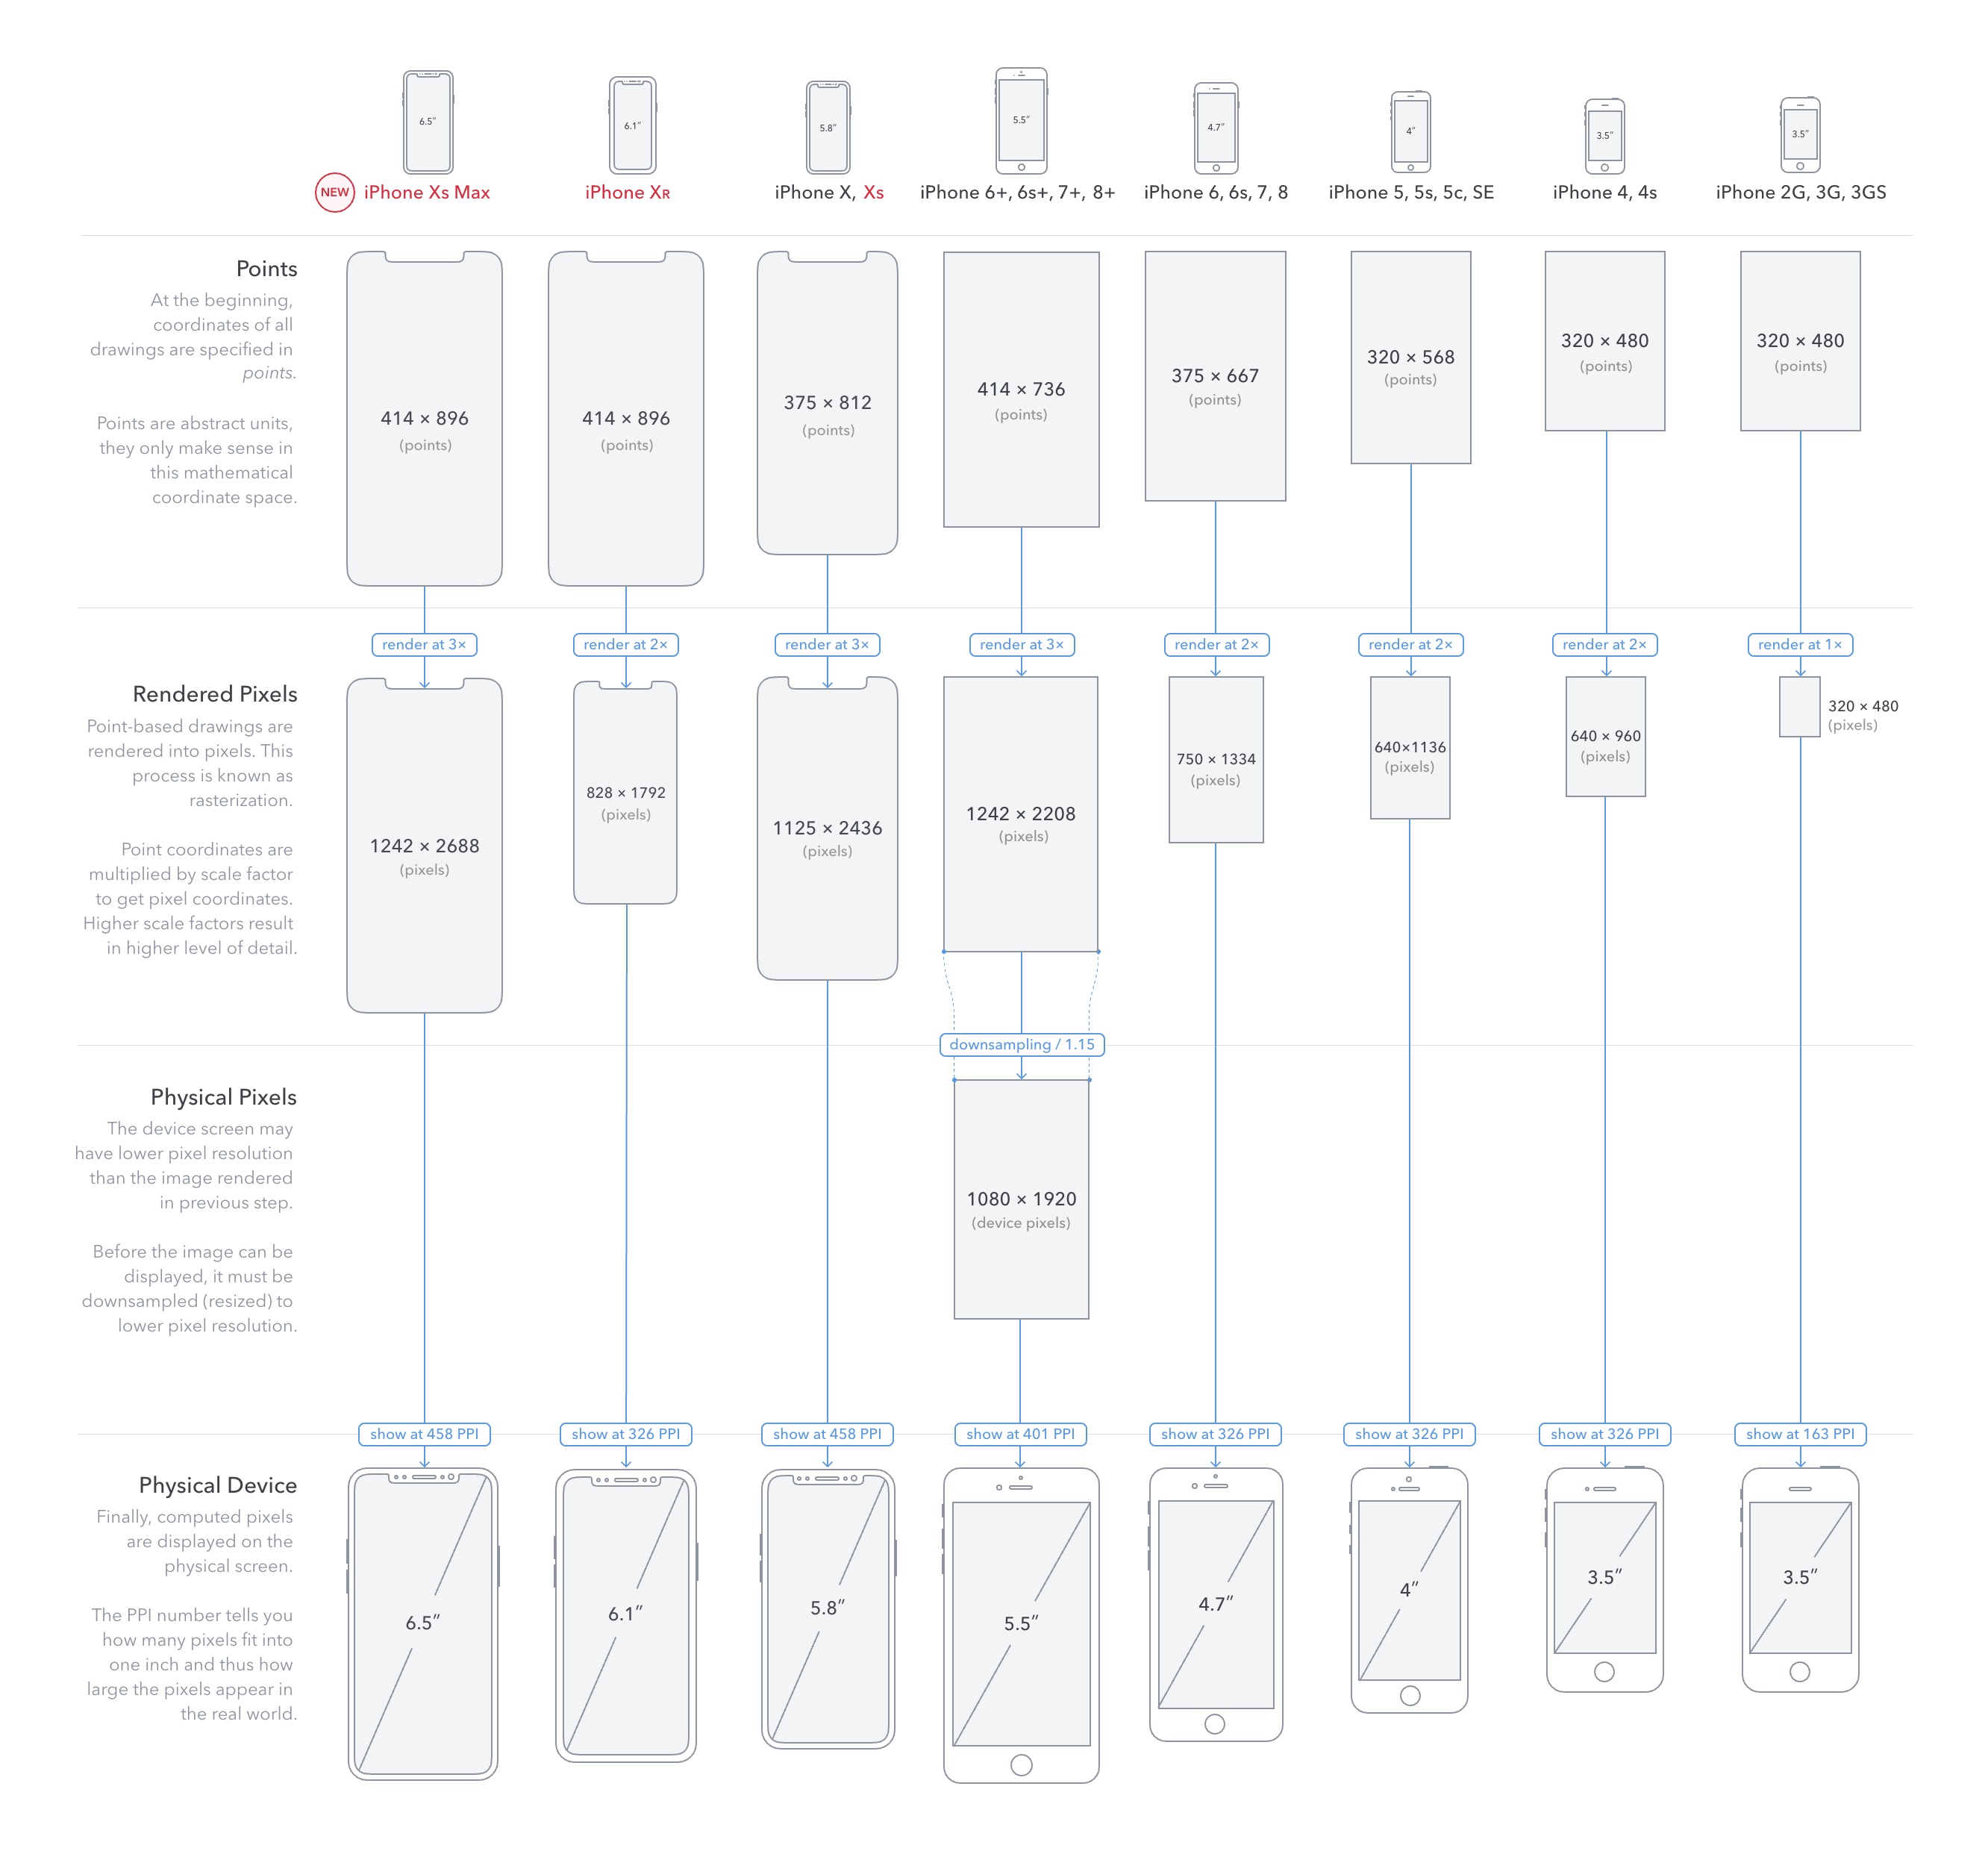 6.5″
6.1″
5.8″
5.5″
4.7″
4″
3.5″
3.5″
NEW
iPhone Xs Max
iPhone XR
iPhone X, Xs
iPhone 6+, 6s+, 7+, 8+
iPhone 6, 6s, 7, 8
iPhone 5, 5s, 5c, SE
iPhone 4, 4s
iPhone 2G, 3G, 3GS
Points
At the beginning,
coordinates of all
drawings are specified in
points.
Points are abstract units,
they only make sense in
this mathematical
coordinate space.
414 × 896
(points)
414 × 896
(points)
375 × 812
(points)
414 × 736
(points)
375 × 667
(points)
320 × 568
(points)
320 × 480
(points)
320 × 480
(points)
render at 3×
render at 2×
render at 3×
render at 3×
render at 2×
render at 2×
render at 2×
render at 1×
Rendered Pixels
Point-based drawings are
rendered into pixels. This
process is known as
rasterization.
Point coordinates are
multiplied by scale factor
to get pixel coordinates.
Higher scale factors result
in higher level of detail.
1242 × 2688
(pixels)
828 × 1792
(pixels)
1125 × 2436
(pixels)
1242 × 2208
(pixels)
750 × 1334
(pixels)
640×1136
(pixels)
640 × 960
(pixels)
320 × 480
(pixels)
downsampling / 1.15
Physical Pixels
The device screen may
have lower pixel resolution
than the image rendered
in previous step.
Before the image can be
displayed, it must be
downsampled (resized) to
lower pixel resolution.
1080 × 1920
(device pixels)
show at 458 PPI
show at 326 PPI
show at 458 PPI
show at 401 PPI
show at 326 PPI
show at 326 PPI
show at 326 PPI
show at 163 PPI
Physical Device
Finally, computed pixels
are displayed on the
physical screen.
The PPI number tells you
how many pixels fit into
one inch and thus how
large the pixels appear in
the real world.
6.5″
6.1″
5.8″
5.5″
4.7″
4″
3.5″
3.5″